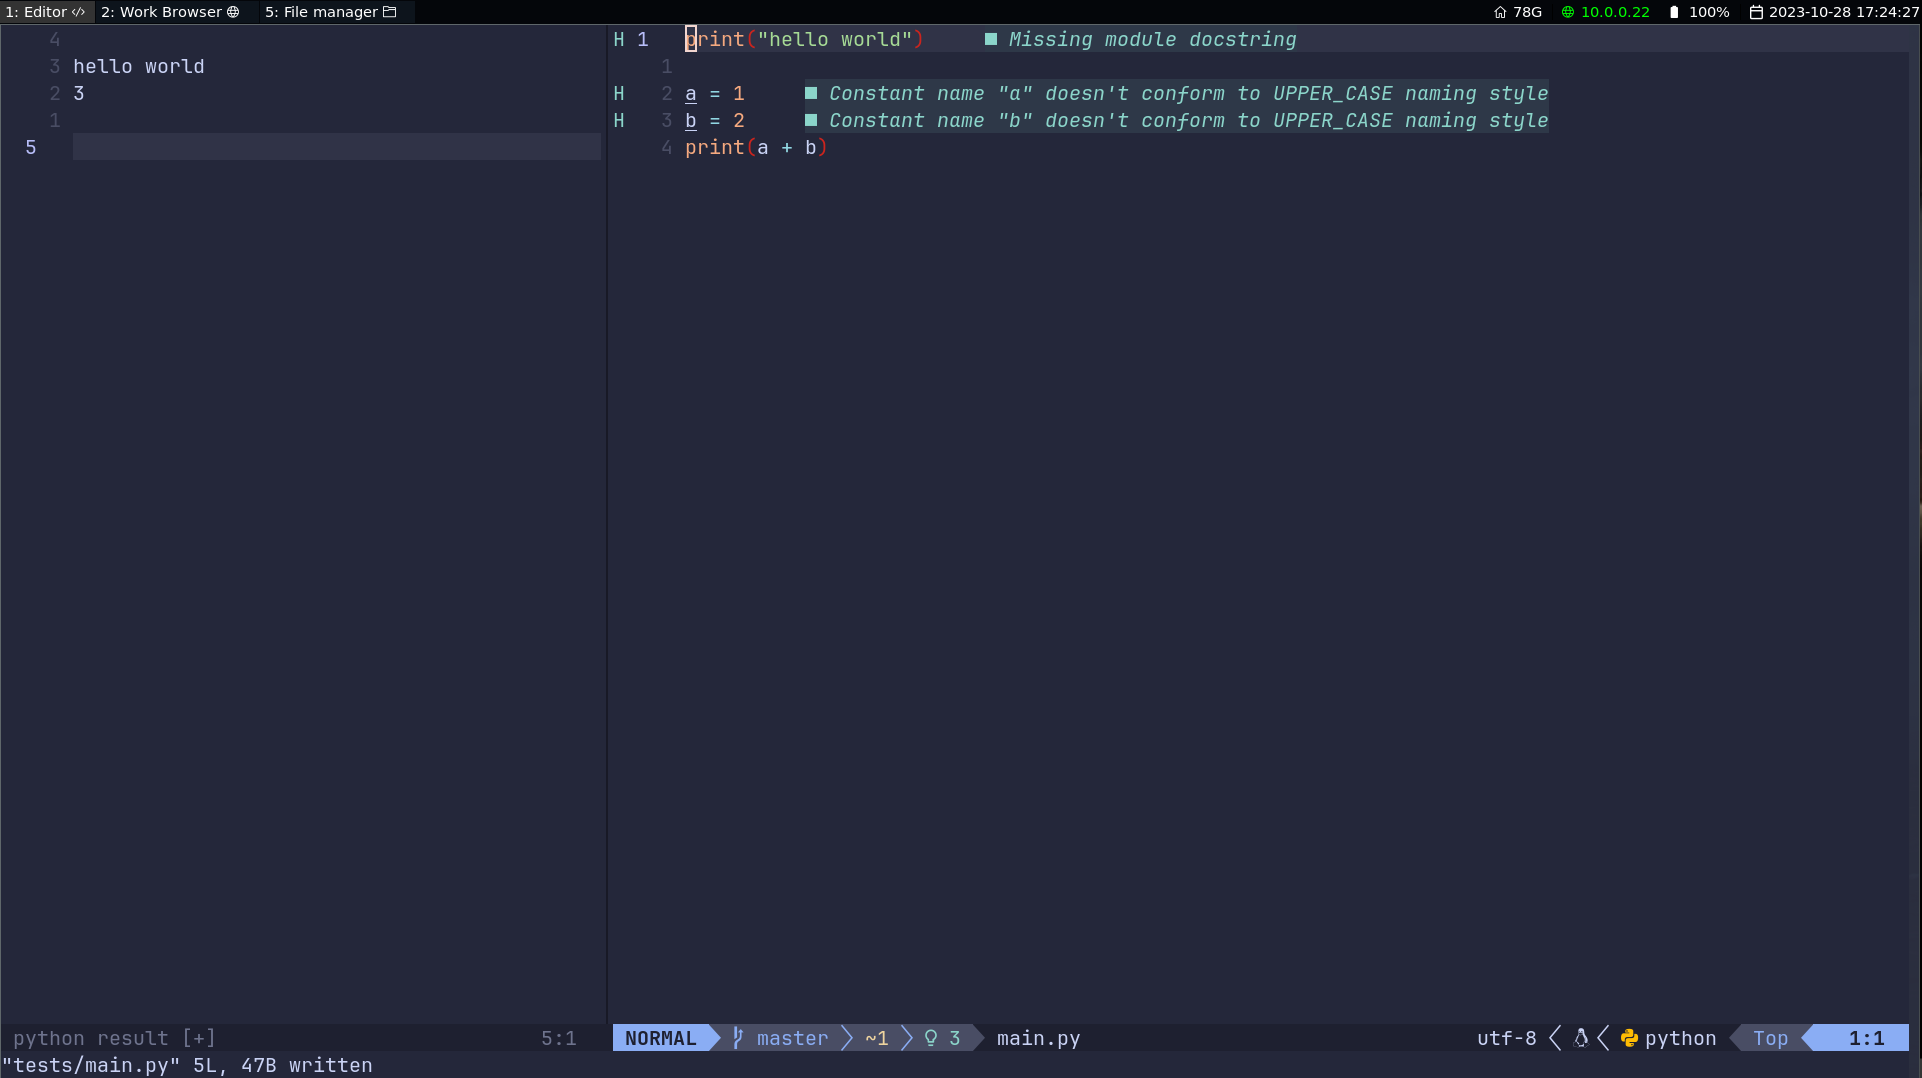 1: Editor 2: Work Browser 5: File manager 78G 10.0.0.22 100% 2023-10-28 17:24:27
4
3 hello world
2 3
1
5
H 1 print("hello world") ■ Missing module docstring
1
H 2 a = 1 ■ Constant name "a" doesn't conform to UPPER_CASE naming style
H 3 b = 2 ■ Constant name "b" doesn't conform to UPPER_CASE naming style
4 print(a + b)
python result [+] 5:1
NORMAL master ~1 3 main.py utf-8 python Top 1:1
"tests/main.py" 5L, 47B written